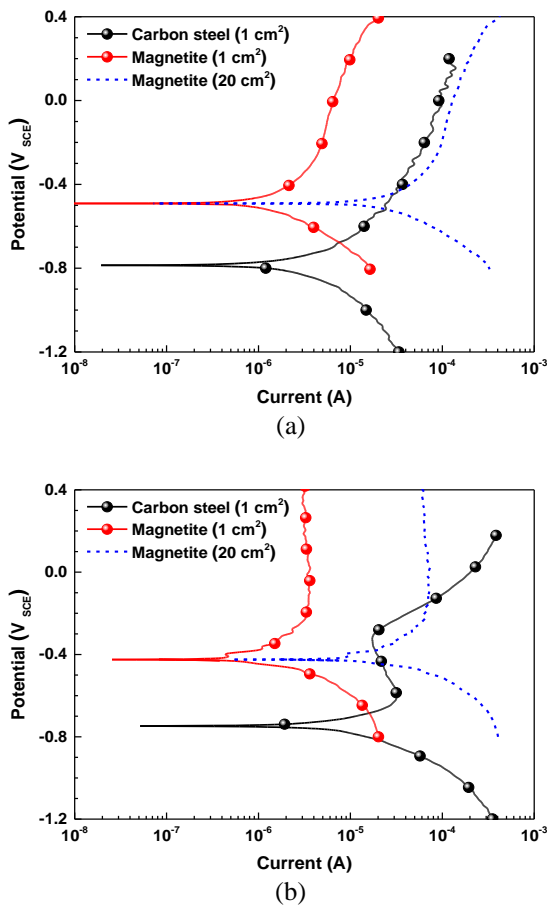 Carbon steel (1 cm²)
Magnetite (1 cm²)
Magnetite (20 cm²)
0.4
0.0
-0.4
-0.8
-1.2
Potential (V SCE)
10⁻⁸ 10⁻⁷ 10⁻⁶ 10⁻⁵ 10⁻⁴ 10⁻³
Current (A)
(a)
Carbon steel (1 cm²)
Magnetite (1 cm²)
Magnetite (20 cm²)
0.4
0.0
-0.4
-0.8
-1.2
Potential (V SCE)
10⁻⁸ 10⁻⁷ 10⁻⁶ 10⁻⁵ 10⁻⁴ 10⁻³
Current (A)
(b)